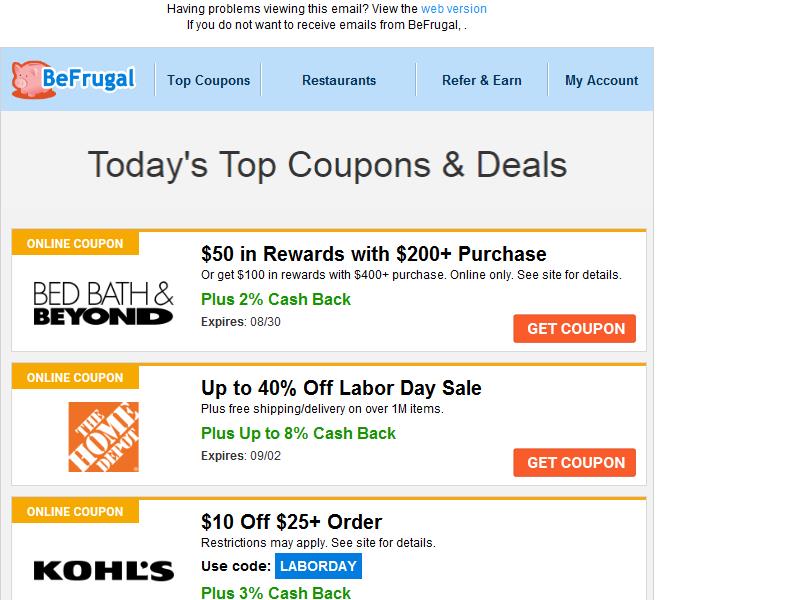 Having problems viewing this email? View the web version
If you do not want to receive emails from BeFrugal, .
BeFrugal
Top Coupons
Restaurants
Refer & Earn
My Account
Today's Top Coupons & Deals
ONLINE COUPON
BED BATH &
BEYOND
$50 in Rewards with $200+ Purchase
Or get $100 in rewards with $400+ purchase. Online only. See site for details.
Plus 2% Cash Back
Expires: 08/30
GET COUPON
ONLINE COUPON
THE
HOME
DEPOT
Up to 40% Off Labor Day Sale
Plus free shipping/delivery on over 1M items.
Plus Up to 8% Cash Back
Expires: 09/02
GET COUPON
ONLINE COUPON
KOHL'S
$10 Off $25+ Order
Restrictions may apply. See site for details.
Use code: LABORDAY
Plus 3% Cash Back